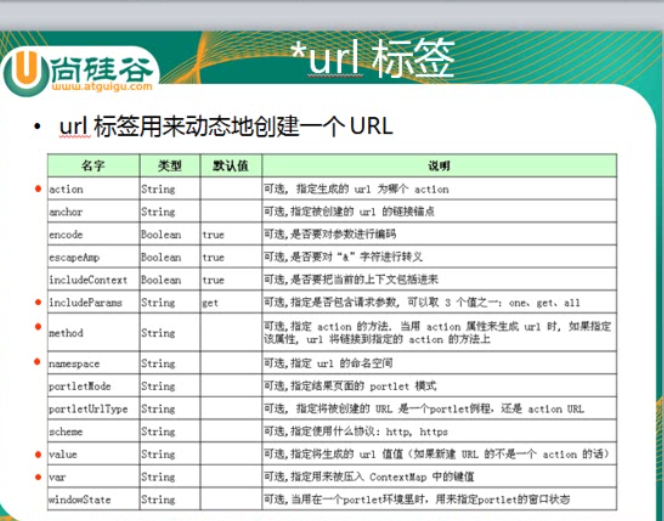 尚硅谷
www.atguigu.com
*url 标签
• url 标签用来动态地创建一个 URL
名字 类型 默认值 说明
action String 可选, 指定生成的 url 为哪个 action
anchor String 可选,指定被创建的 url 的链接锚点
encode Boolean true 可选,是否要对参数进行编码
escapeAmp Boolean true 可选,是否要对“&”字符进行转义
includeContext Boolean true 可选,是否要把当前的上下文包括进来
includeParams String get 可选,指定是否包含请求参数, 可以取 3 个值之一: one、get、all
method String 可选,指定 action 的方法. 当用 action 属性来生成 url 时, 如果指定
该属性, url 将链接到指定的 action 的方法上
namespace String 可选,指定 url 的命名空间
portletMode String 可选,指定结果页面的 portlet 模式
portletUrlType String 可选, 指定将被创建的 URL 是一个portlet例程, 还是 action URL
scheme String 可选,指定使用什么协议: http, https
value String 可选,指定将生成的 url 值值（如果新建 URL 的不是一个 action 的话）
var String 可选,指定用来被压入 ContextMap 中的键值
windowState String 可选,当用在一个portlet环境里时, 用来指定portlet的窗口状态